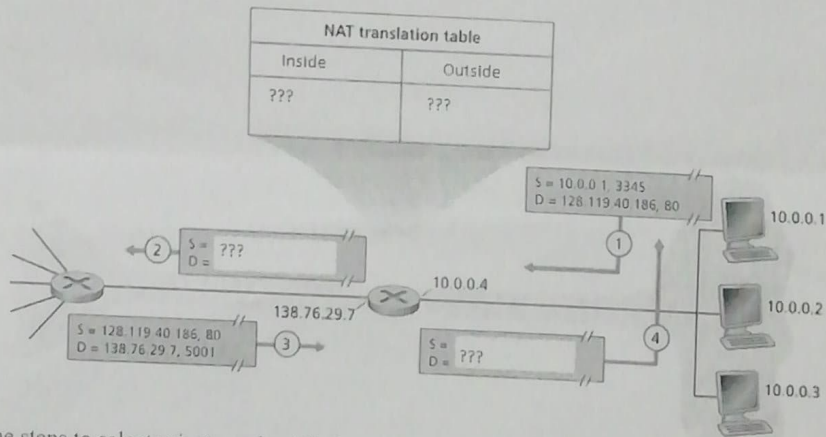 NAT translation table
Inside Outside
??? ???
S = 10.0.0.1, 3345
D = 128.119.40.186, 80
10.0.0.1
1
2
S = ???
D =
10.0.0.4
138.76.29.7
10.0.0.2
S = 128.119.40.186, 80
D = 138.76.29.7, 5001
3
S =
D = ???
4
10.0.0.3